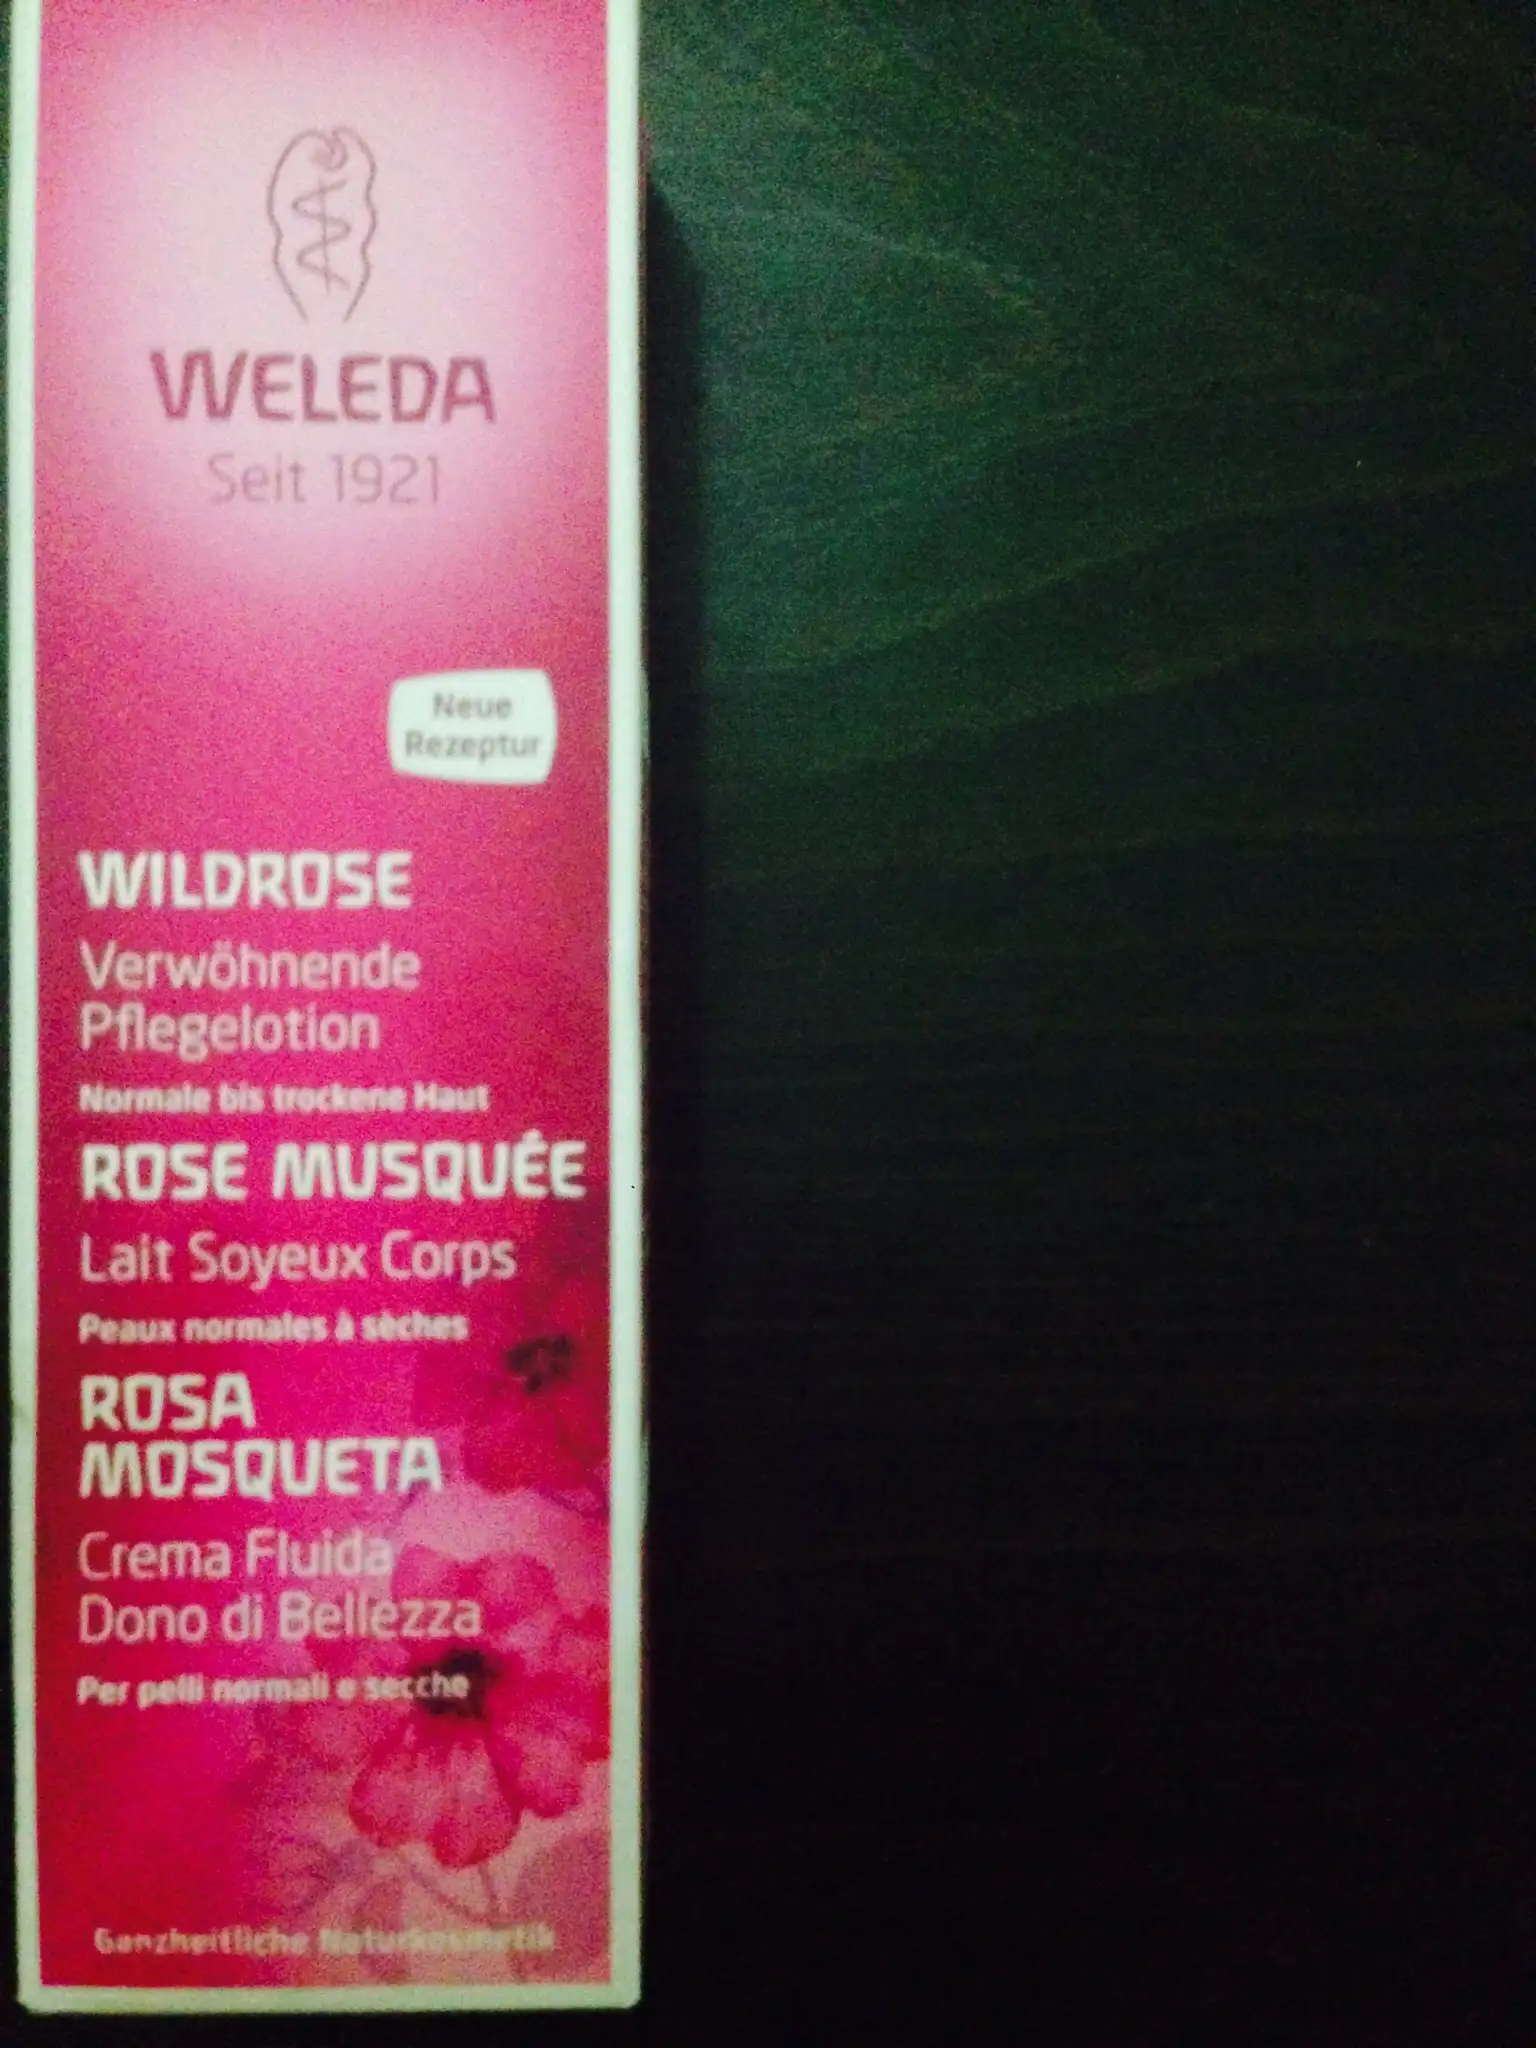 WELEDA
Seit 1921
Neue
Rezeptur
WILDROSE
Verwöhnende
Pflegelotion
Normale bis trockene Haut
ROSE MUSQUÉE
Lait Soyeux Corps
Peaux normales à sèches
ROSA
MOSQUETA
Crema Fluida
Dono di Bellezza
Per pelli normali e secche
Ganzheitliche Naturkosmetik